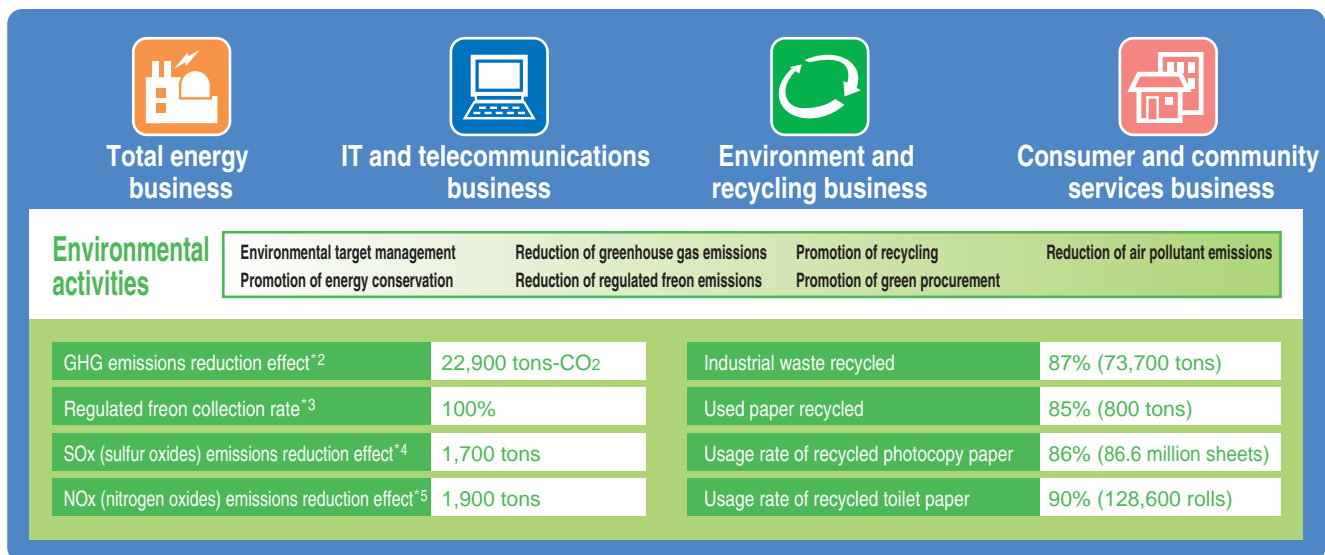 Total energy
business
IT and telecommunications
business
Environment and
recycling business
Consumer and community
services business
Environmental
activities
Environmental target management
Promotion of energy conservation
Reduction of greenhouse gas emissions
Reduction of regulated freon emissions
Promotion of recycling
Promotion of green procurement
Reduction of air pollutant emissions
GHG emissions reduction effect*2 22,900 tons-CO2
Regulated freon collection rate*3 100%
SOx (sulfur oxides) emissions reduction effect*4 1,700 tons
NOx (nitrogen oxides) emissions reduction effect*5 1,900 tons
Industrial waste recycled 87% (73,700 tons)
Used paper recycled 85% (800 tons)
Usage rate of recycled photocopy paper 86% (86.6 million sheets)
Usage rate of recycled toilet paper 90% (128,600 rolls)